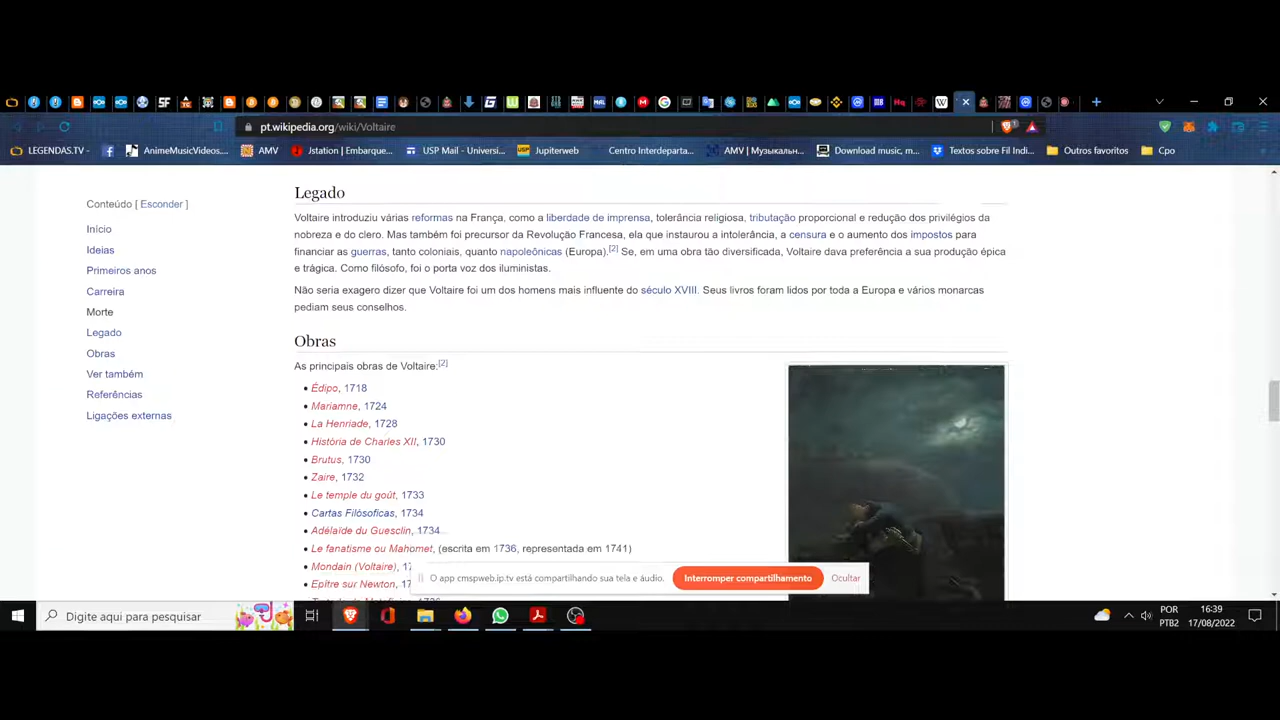 pt.wikipedia.org/wiki/Voltaire
LEGENDAS.TV - AnimeMusicVideos... AMV Jstation | Embarque... USP Mail - Universi... Jupiterweb Centro Interdeparta... AMV | Музыкальн... Download music, m... Textos sobre Fil Indi... Outros favoritos Cpo
Conteúdo [ Esconder ]
Início
Ideias
Primeiros anos
Carreira
Morte
Legado
Obras
Ver também
Referências
Ligações externas
Legado
Voltaire introduziu várias reformas na França, como a liberdade de imprensa, tolerância religiosa, tributação proporcional e redução dos privilégios da
nobreza e do clero. Mas também foi precursor da Revolução Francesa, ela que instaurou a intolerância, a censura e o aumento dos impostos para
financiar as guerras, tanto coloniais, quanto napoleônicas (Europa).[2] Se, em uma obra tão diversificada, Voltaire dava preferência a sua produção épica
e trágica. Como filósofo, foi o porta voz dos iluministas.
Não seria exagero dizer que Voltaire foi um dos homens mais influente do século XVIII. Seus livros foram lidos por toda a Europa e vários monarcas
pediam seus conselhos.
Obras
As principais obras de Voltaire:[2]
• Édipo, 1718
• Mariamne, 1724
• La Henriade, 1728
• História de Charles XII, 1730
• Brutus, 1730
• Zaire, 1732
• Le temple du goût, 1733
• Cartas Filosóficas, 1734
• Adélaïde du Guesclin, 1734
• Le fanatisme ou Mahomet, (escrita em 1736, representada em 1741)
• Mondain (Voltaire), 17
• Epître sur Newton, 17
O app cmspweb.ip.tv está compartilhando sua tela e áudio. Interromper compartilhamento Ocultar
Digite aqui para pesquisar
POR
PTB2
16:39
17/08/2022